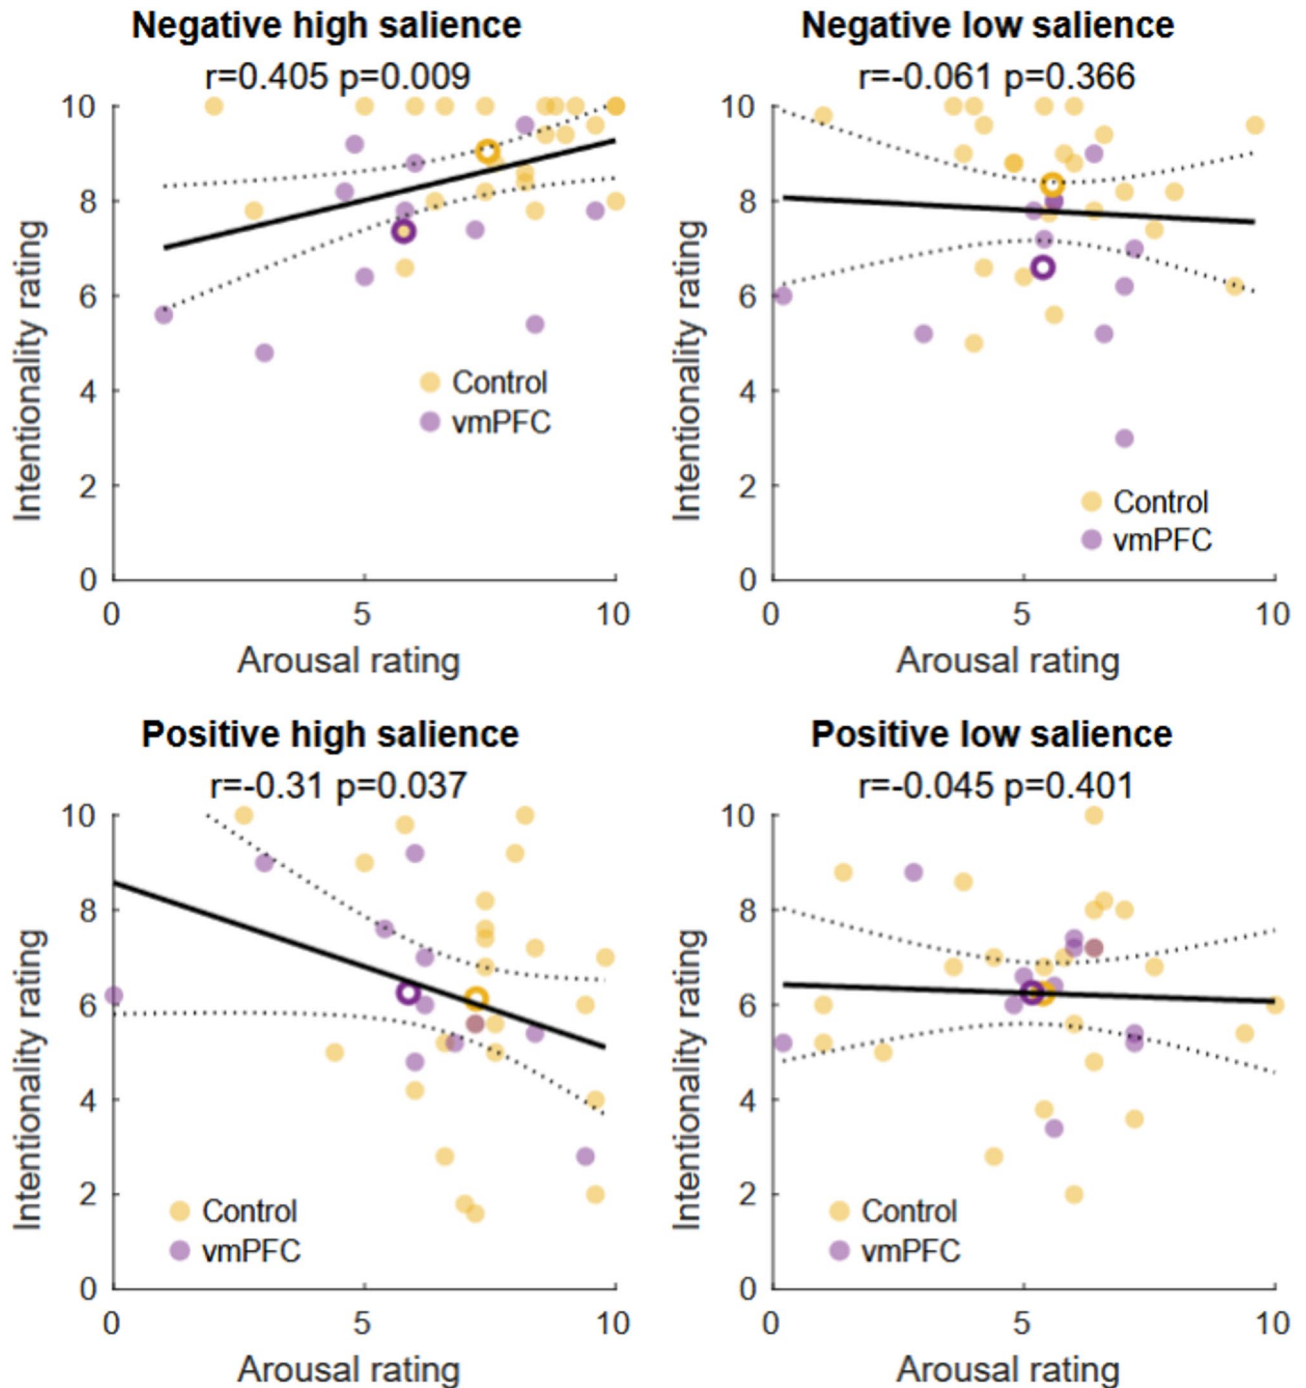 Negative high salience
r=0.405 p=0.009
10
8
6
4
2
0
0 5 10
Intentionality rating
Arousal rating
Control
vmPFC
Negative low salience
r=-0.061 p=0.366
10
8
6
4
2
0
0 5 10
Intentionality rating
Arousal rating
Control
vmPFC
Positive high salience
r=-0.31 p=0.037
10
8
6
4
2
0
0 5 10
Intentionality rating
Arousal rating
Control
vmPFC
Positive low salience
r=-0.045 p=0.401
10
8
6
4
2
0
0 5 10
Intentionality rating
Arousal rating
Control
vmPFC